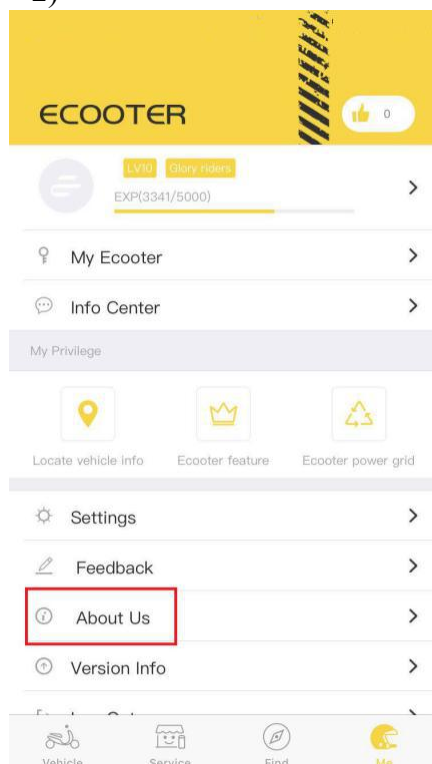 2)
ECOOTER
0
LV10 Glory riders
EXP(3341/5000)
My Ecooter
Info Center
My Privilege
Locate vehicle info Ecooter feature Ecooter power grid
Settings
Feedback
About Us
Version Info
Vehicle Service Find Me